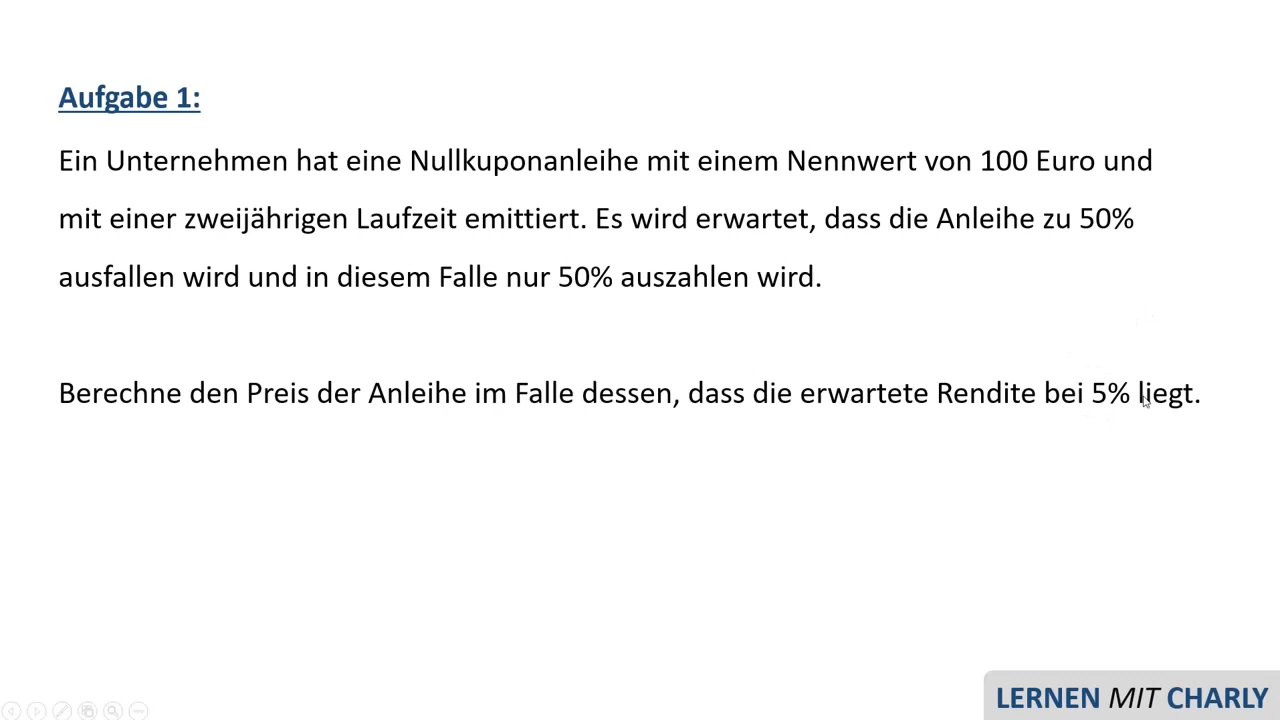 Aufgabe 1:
Ein Unternehmen hat eine Nullkuponanleihe mit einem Nennwert von 100 Euro und
mit einer zweijährigen Laufzeit emittiert. Es wird erwartet, dass die Anleihe zu 50%
ausfallen wird und in diesem Falle nur 50% auszahlen wird.
Berechne den Preis der Anleihe im Falle dessen, dass die erwartete Rendite bei 5% liegt.
LERNEN MIT CHARLY